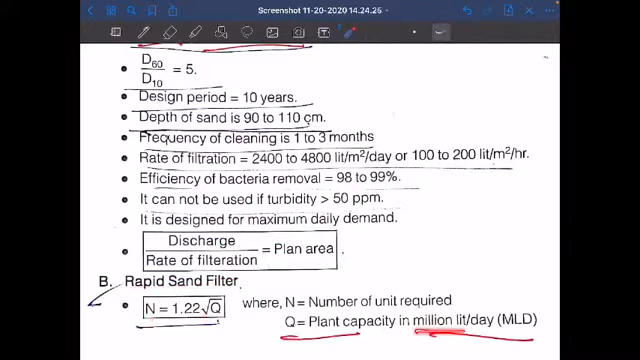 Screenshot 11-20-2020 14.24.25
D60/D10 = 5.
Design period = 10 years.
Depth of sand is 90 to 110 cm.
Frequency of cleaning is 1 to 3 months
Rate of filtration = 2400 to 4800 lit/m²/day or 100 to 200 lit/m²/hr.
Efficiency of bacteria removal = 98 to 99%.
It can not be used if turbidity > 50 ppm.
It is designed for maximum daily demand.
Discharge/Rate of filteration = Plan area
B. Rapid Sand Filter
N = 1.22√Q where, N = Number of unit required
Q = Plant capacity in million lit/day (MLD)